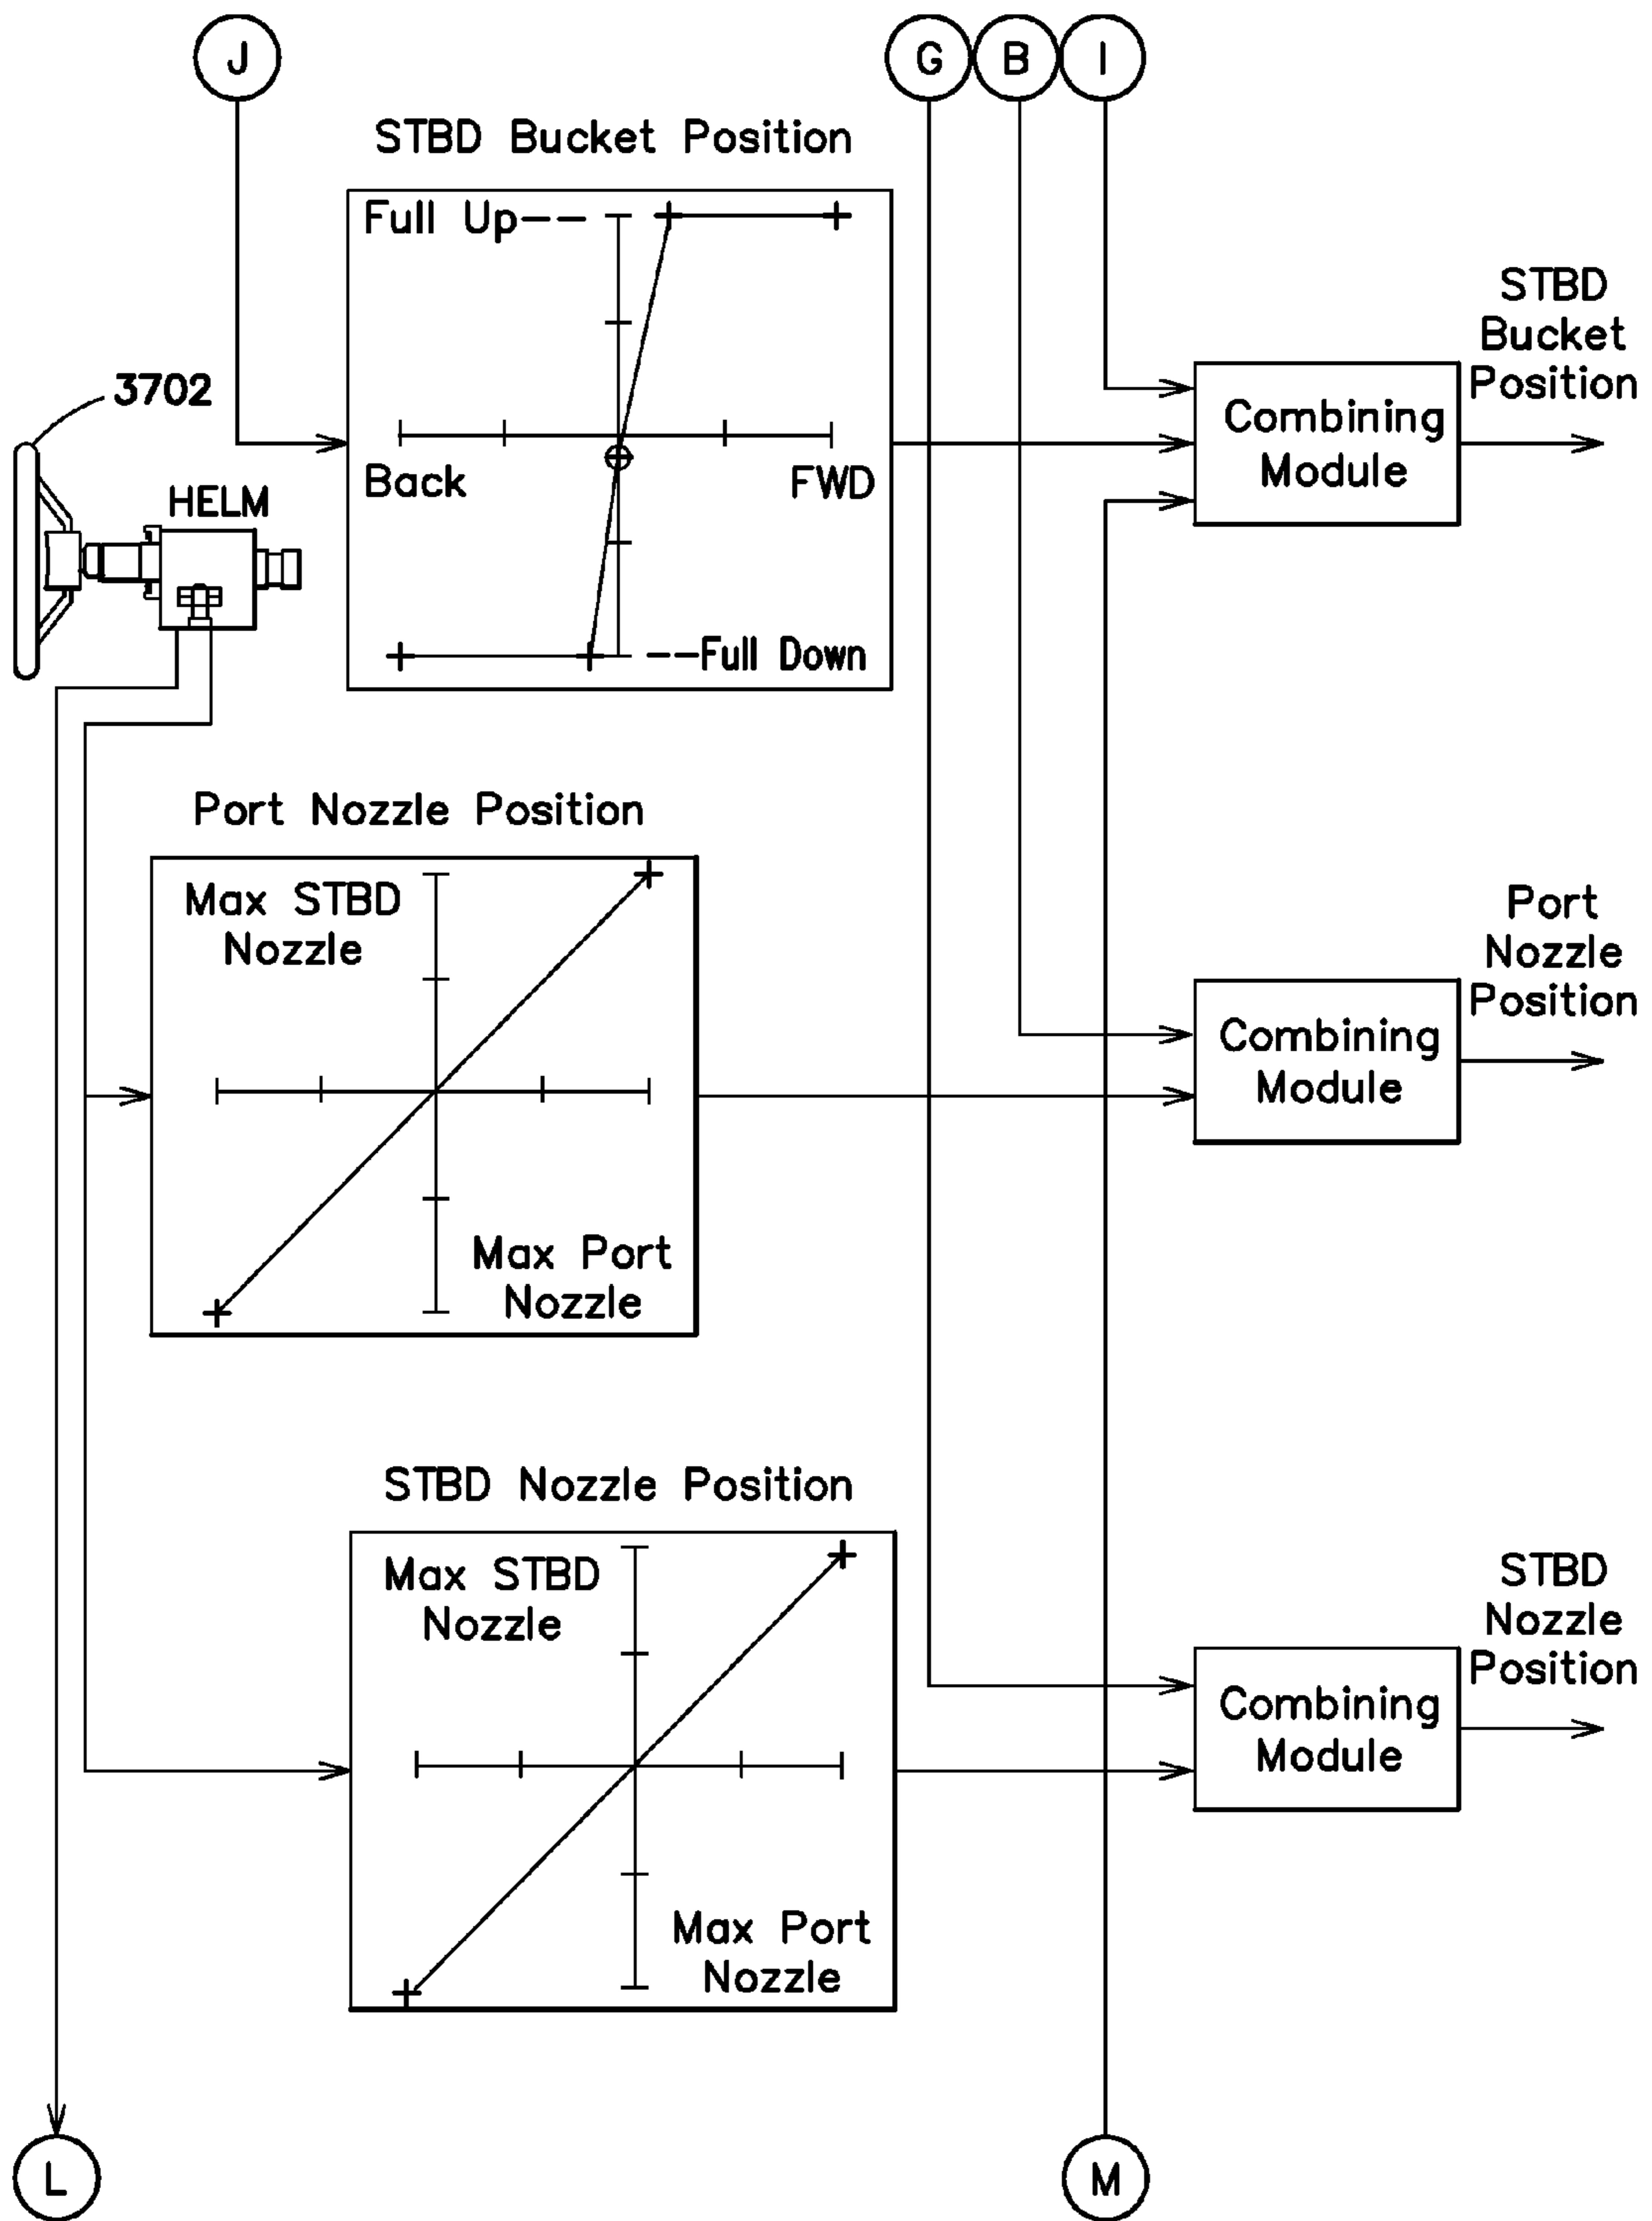 J
G
B
I
STBD Bucket Position
Full Up--
Back
FWD
--Full Down
3702
HELM
Combining
Module
STBD
Bucket
Position
Port Nozzle Position
Max STBD
Nozzle
Max Port
Nozzle
Combining
Module
Port
Nozzle
Position
STBD Nozzle Position
Max STBD
Nozzle
Max Port
Nozzle
Combining
Module
STBD
Nozzle
Position
L
M